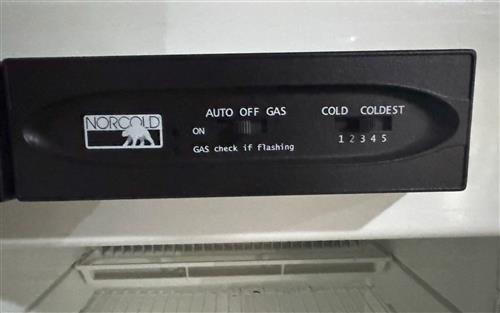 NORCOLD
AUTO OFF GAS
ON
GAS check if flashing
COLD COLDEST
1 2 3 4 5